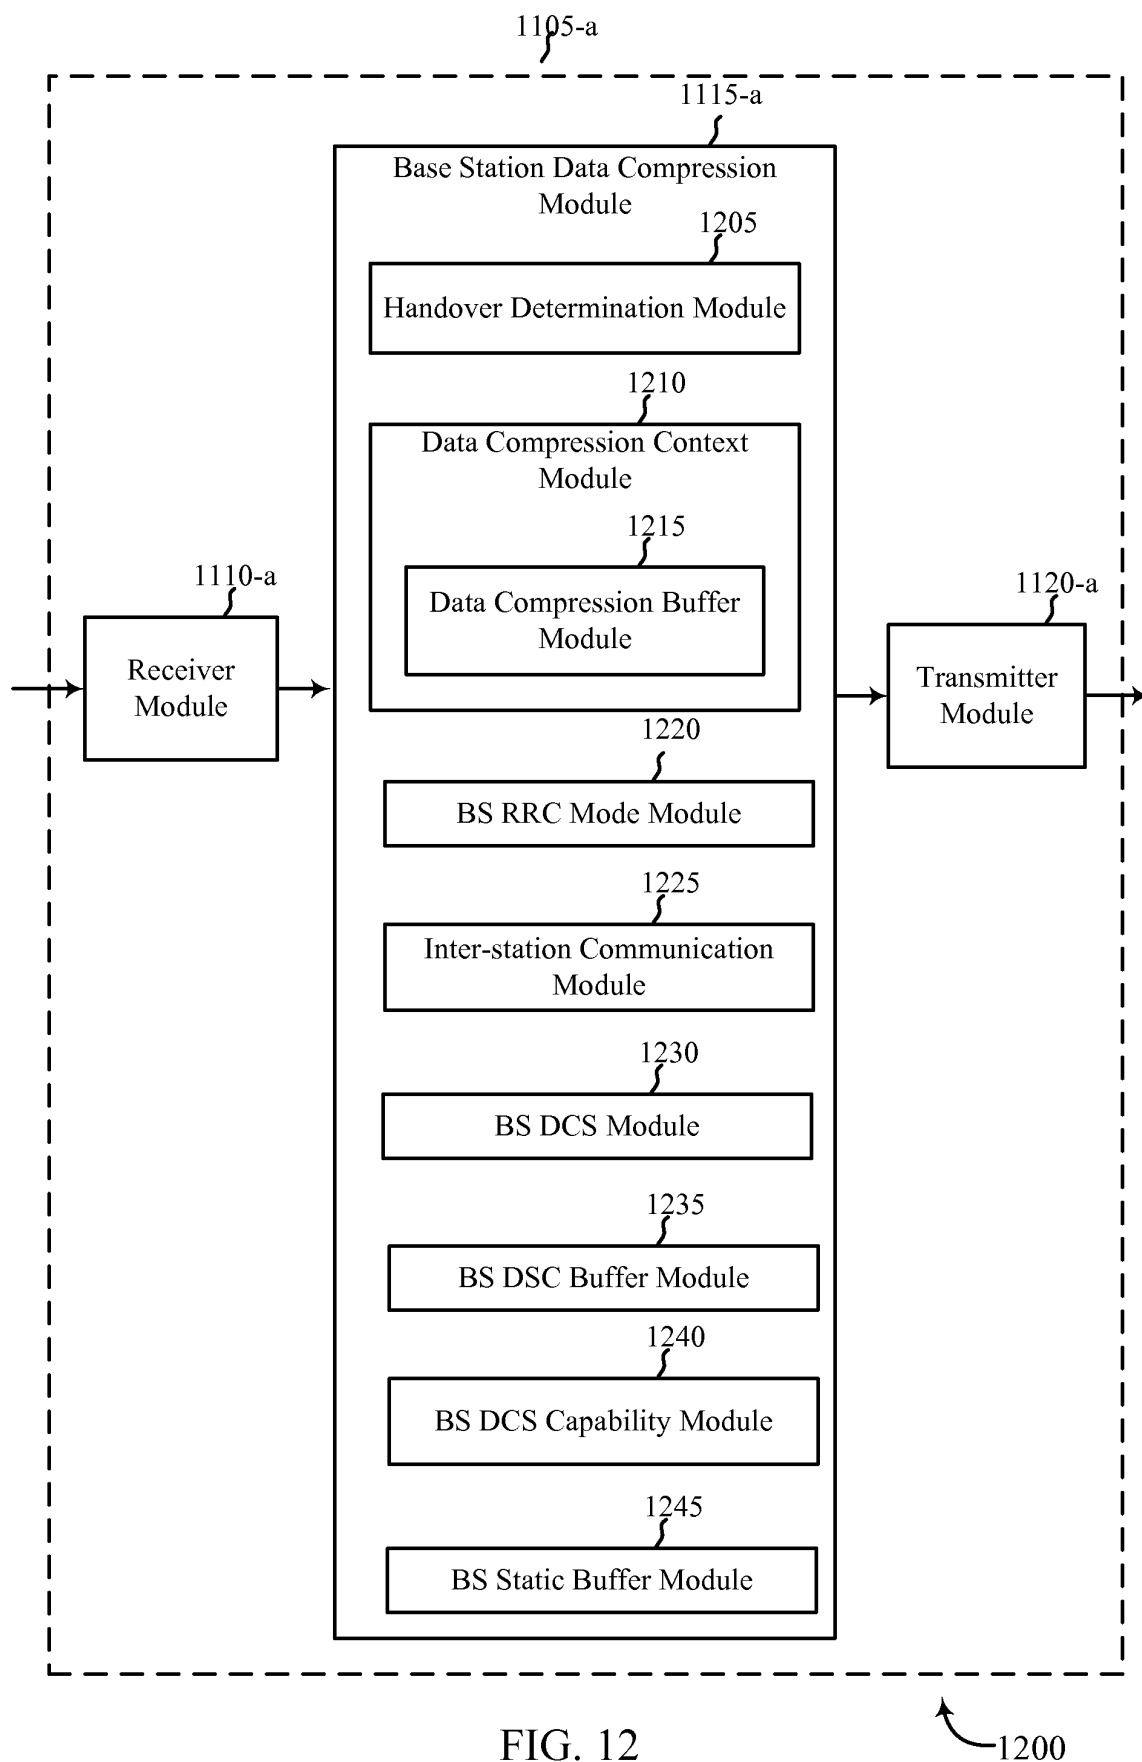 1105-a
1115-a
Base Station Data Compression
Module
1205
Handover Determination Module
1210
Data Compression Context
Module
1215
Data Compression Buffer
Module
1110-a
Receiver
Module
1120-a
Transmitter
Module
1220
BS RRC Mode Module
1225
Inter-station Communication
Module
1230
BS DCS Module
1235
BS DSC Buffer Module
1240
BS DCS Capability Module
1245
BS Static Buffer Module
FIG. 12
1200